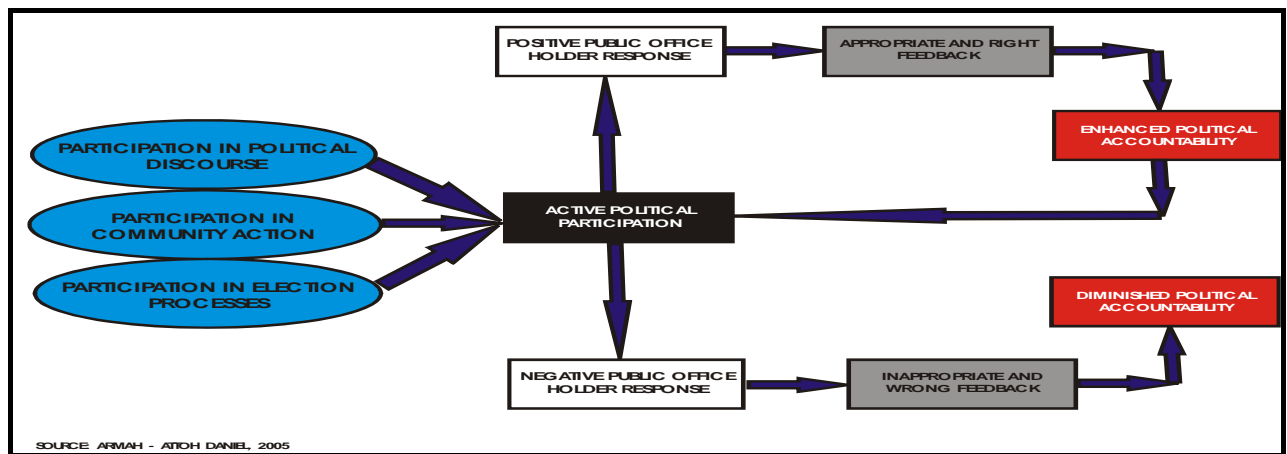 POSITIVE PUBLIC OFFICE
HOLDER RESPONSE
APPROPRIATE AND RIGHT
FEEDBACK
ENHANCED POLITICAL
ACCOUNTABILITY
PARTICIPATION IN POLITICAL
DISCOURSE
PARTICIPATION IN
COMMUNITY ACTION
PARTICIPATION IN ELECTION
PROCESSES
ACTIVE POLITICAL
PARTICIPATION
DIMINISHED POLITICAL
ACCOUNTABILITY
NEGATIVE PUBLIC OFFICE
HOLDER RESPONSE
INAPPROPRIATE AND
WRONG FEEDBACK
SOURCE: ARMAH - ATTOH DANIEL, 2005